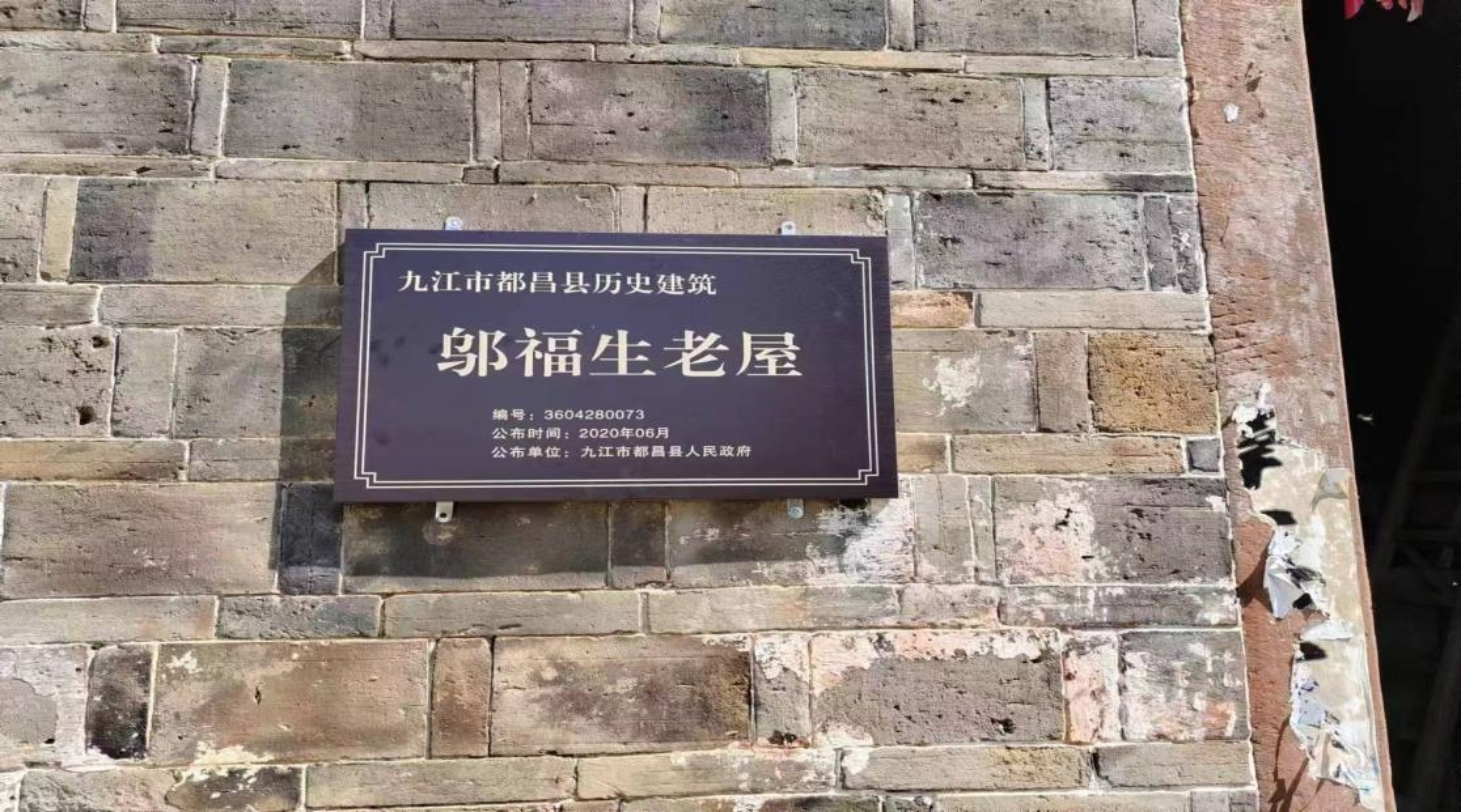 九江市都昌县历史建筑
邬福生老屋
编号：3604280073
公布时间：2020年06月
公布单位：九江市都昌县人民政府